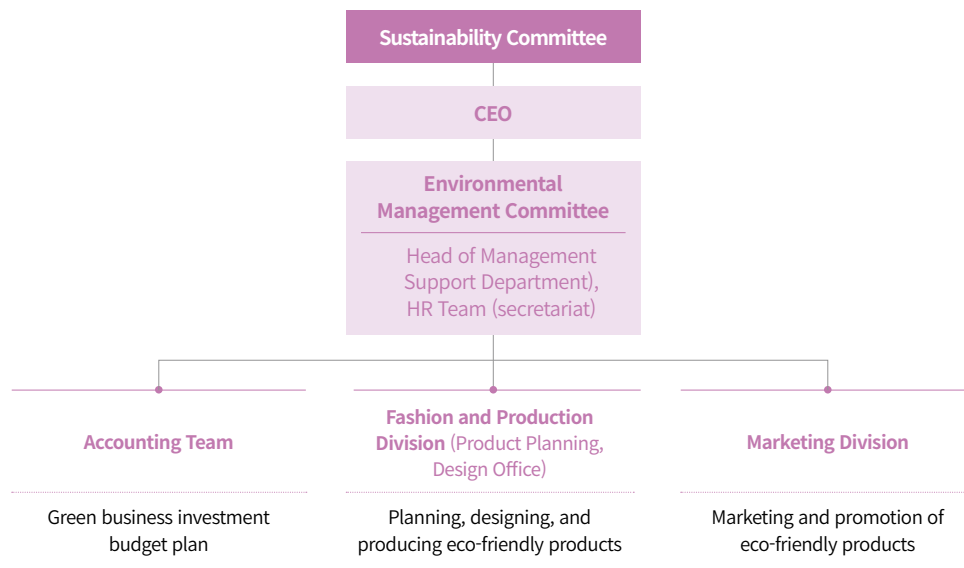 Sustainability Committee
CEO
Environmental
Management Committee
Head of Management
Support Department),
HR Team (secretariat)
Accounting Team
Green business investment
budget plan
Fashion and Production
Division (Product Planning,
Design Office)
Planning, designing, and
producing eco-friendly products
Marketing Division
Marketing and promotion of
eco-friendly products